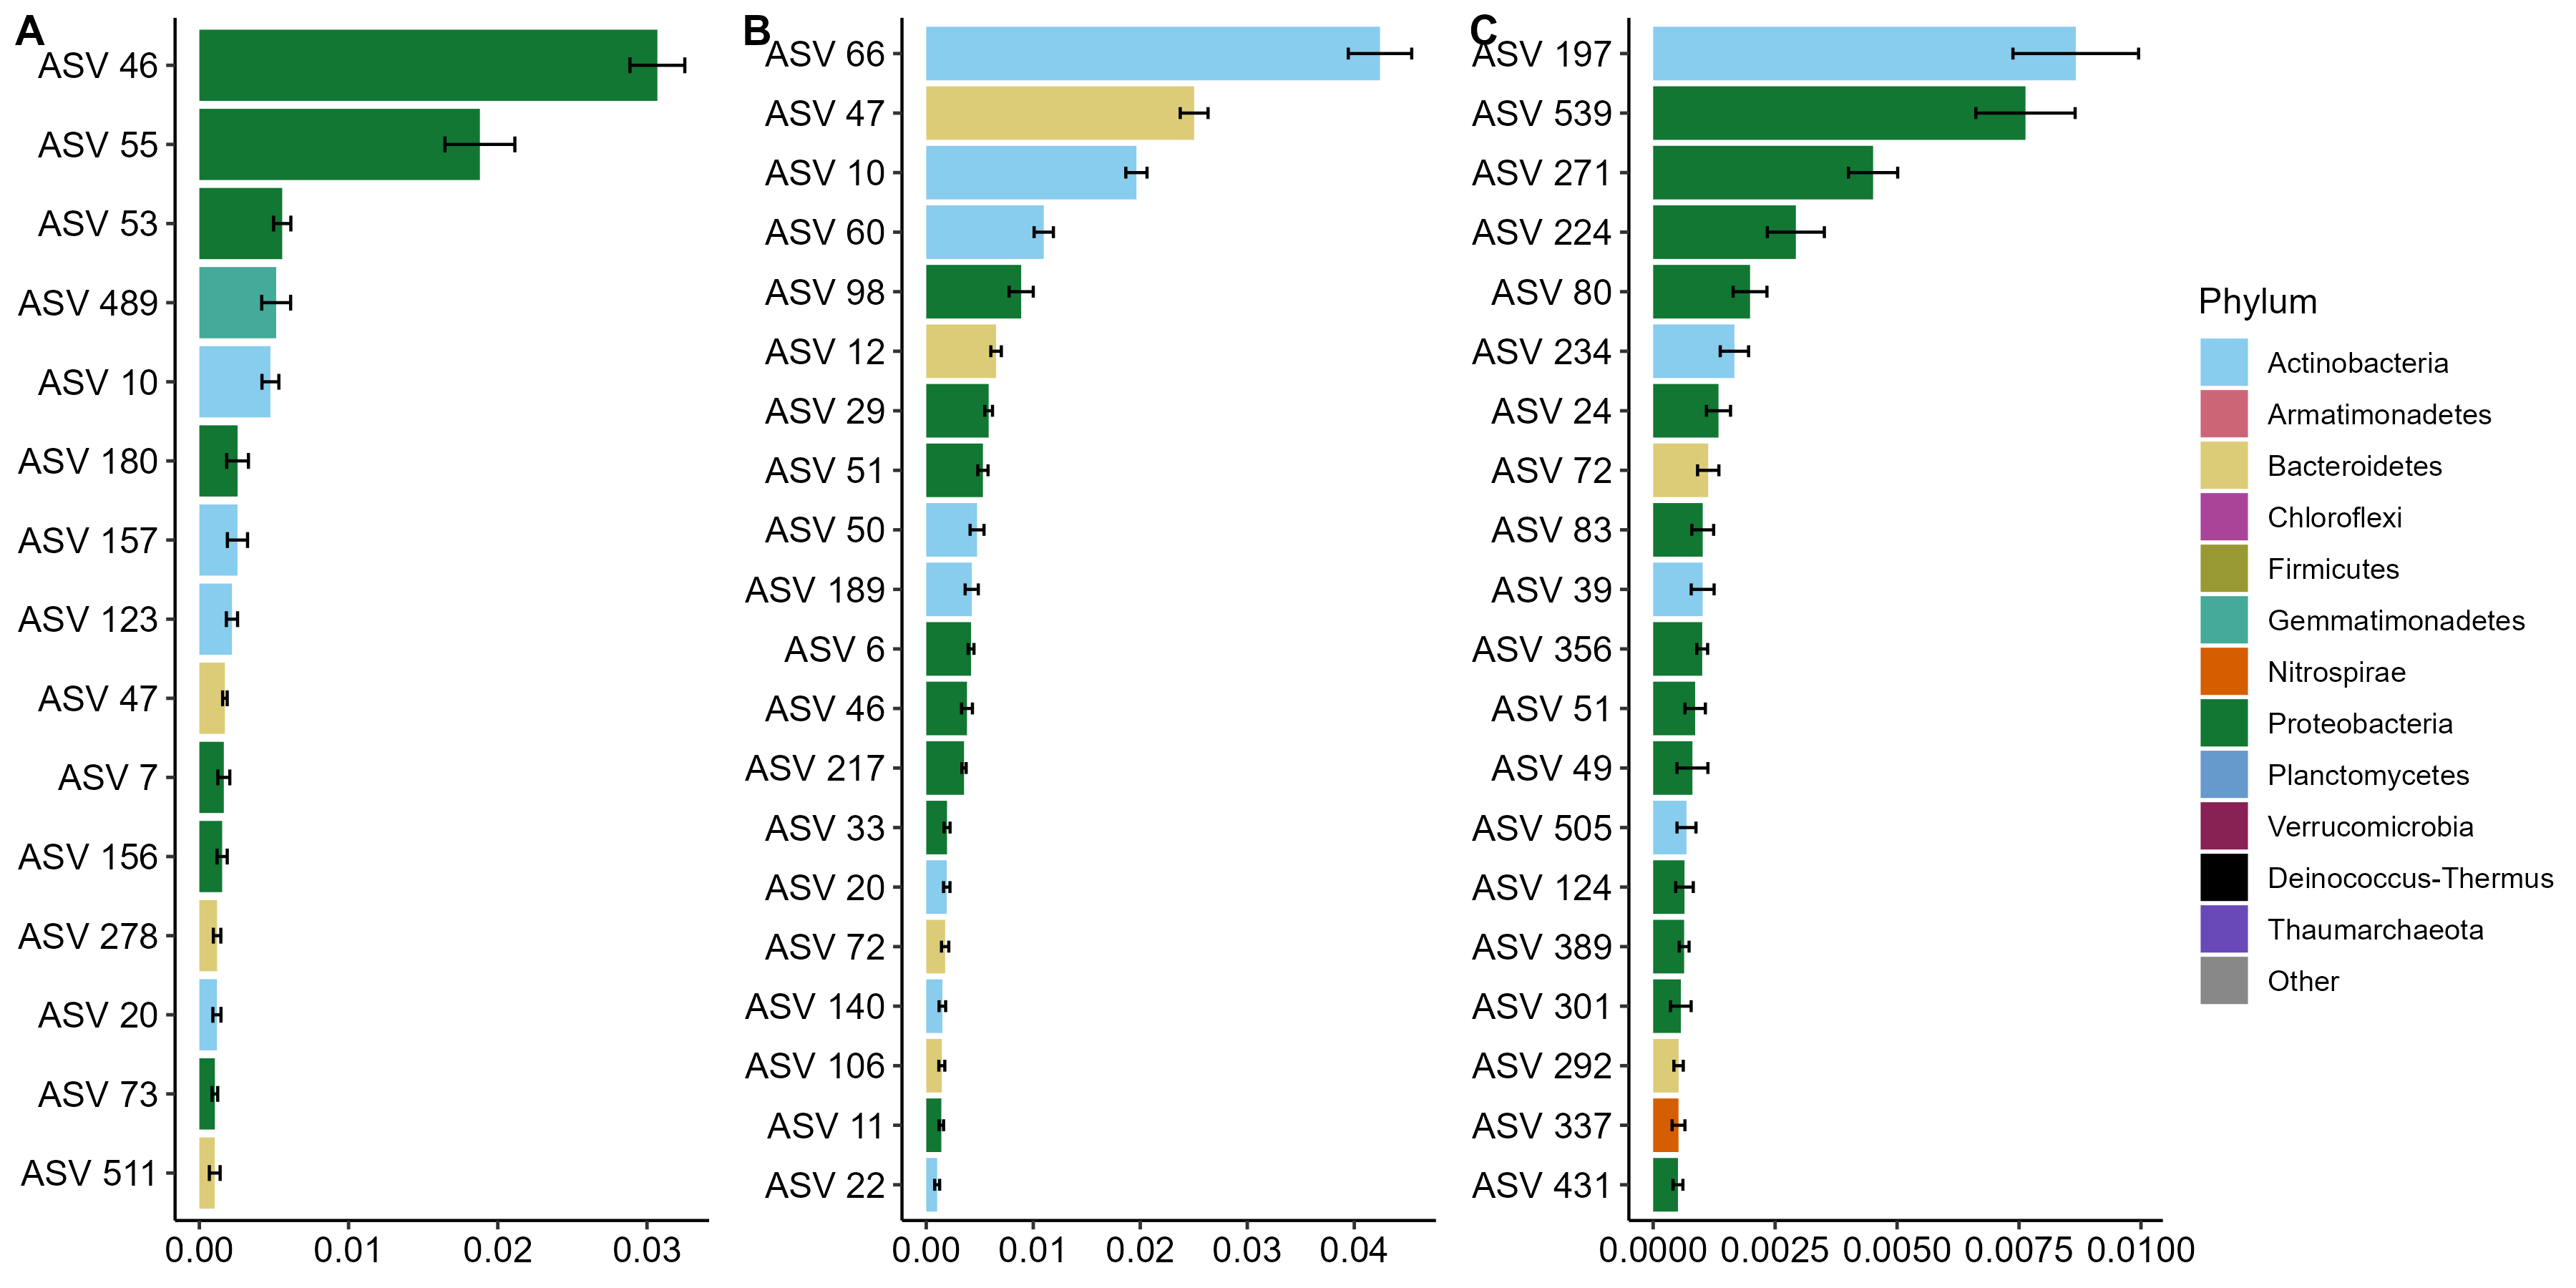 A
ASV 46
ASV 55
ASV 53
ASV 489
ASV 10
ASV 180
ASV 157
ASV 123
ASV 47
ASV 7
ASV 156
ASV 278
ASV 20
ASV 73
ASV 511
0.00 0.01 0.02 0.03
B
ASV 66
ASV 47
ASV 10
ASV 60
ASV 98
ASV 12
ASV 29
ASV 51
ASV 50
ASV 189
ASV 6
ASV 46
ASV 217
ASV 33
ASV 20
ASV 72
ASV 140
ASV 106
ASV 11
ASV 22
0.00 0.01 0.02 0.03 0.04
C
ASV 197
ASV 539
ASV 271
ASV 224
ASV 80
ASV 234
ASV 24
ASV 72
ASV 83
ASV 39
ASV 356
ASV 51
ASV 49
ASV 505
ASV 124
ASV 389
ASV 301
ASV 292
ASV 337
ASV 431
0.0000 0.0025 0.0050 0.0075 0.0100
Phylum
Actinobacteria
Armatimonadetes
Bacteroidetes
Chloroflexi
Firmicutes
Gemmatimonadetes
Nitrospirae
Proteobacteria
Planctomycetes
Verrucomicrobia
Deinococcus-Thermus
Thaumarchaeota
Other